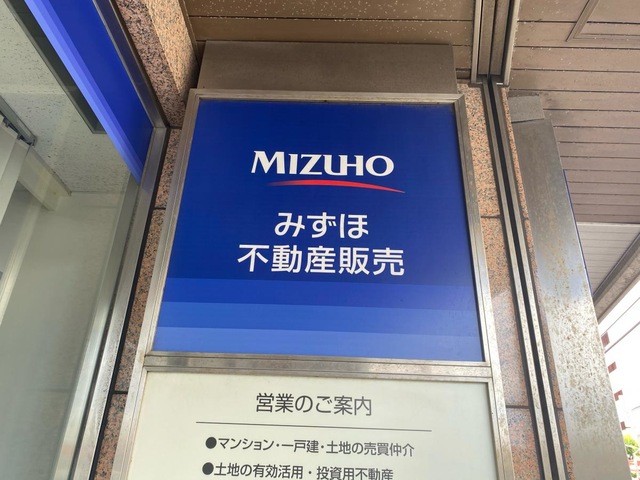 MIZUHO
みずほ
不動産販売
営業のご案内
●マンション・一戸建・土地の売買仲介
●土地の有効活用・投資用不動産